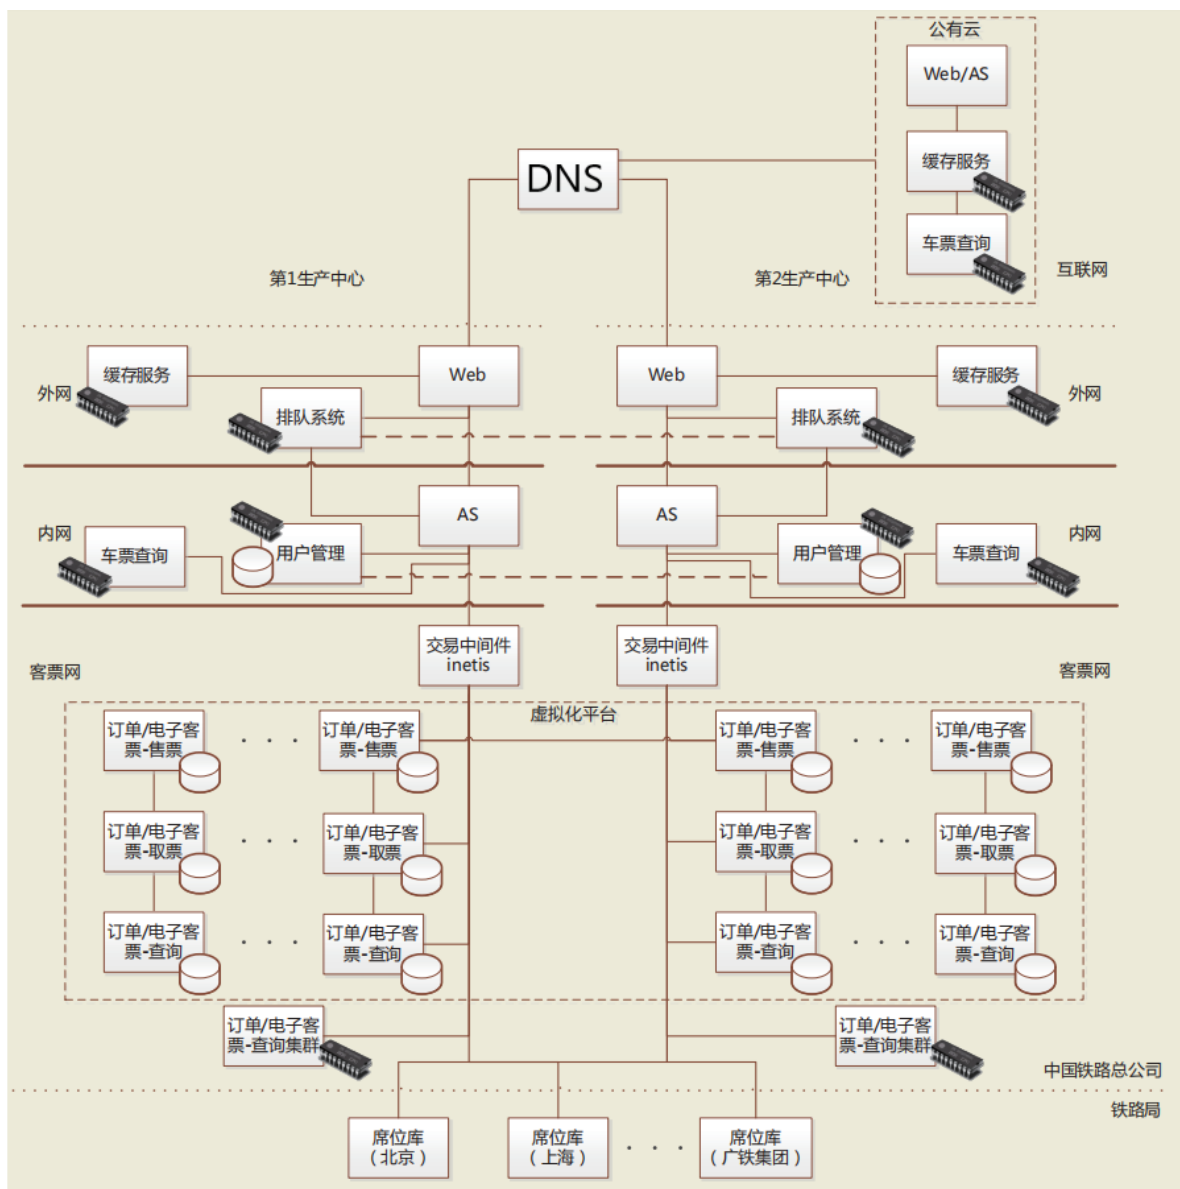 公有云
Web/AS
DNS
缓存服务
车票查询
第1生产中心
第2生产中心
互联网
缓存服务
Web
Web
缓存服务
外网
排队系统
排队系统
外网
AS
AS
内网
车票查询
用户管理
用户管理
车票查询
内网
交易中间件
inetis
交易中间件
inetis
客票网
客票网
虚拟化平台
订单/电子客
票-售票
· · ·
订单/电子客
票-售票
订单/电子客
票-售票
· · ·
订单/电子客
票-售票
订单/电子客
票-取票
· · ·
订单/电子客
票-取票
订单/电子客
票-取票
· · ·
订单/电子客
票-取票
订单/电子客
票-查询
· · ·
订单/电子客
票-查询
订单/电子客
票-查询
· · ·
订单/电子客
票-查询
订单/电子客
票-查询集群
订单/电子客
票-查询集群
中国铁路总公司
铁路局
席位库
（北京）
席位库
（上海）
· · ·
席位库
（广铁集团）